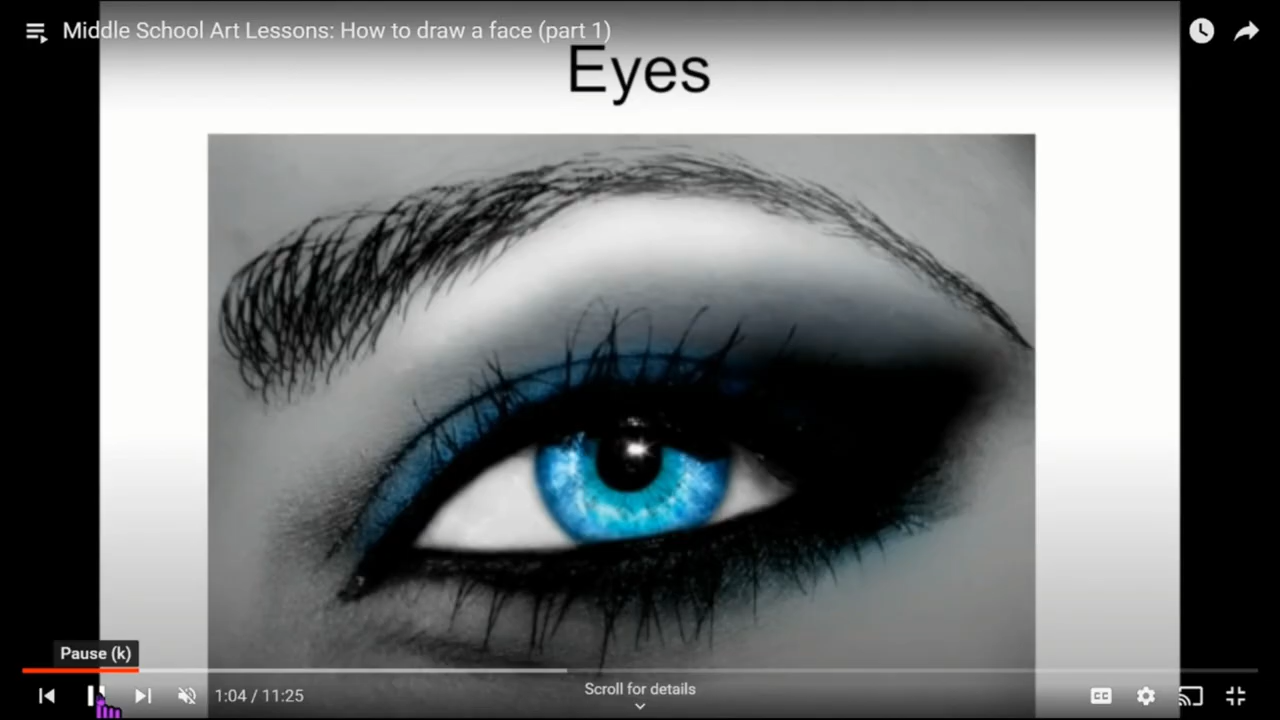 Middle School Art Lessons: How to draw a face (part 1)
Eyes
Pause (k)
1:04 / 11:25
Scroll for details
CC